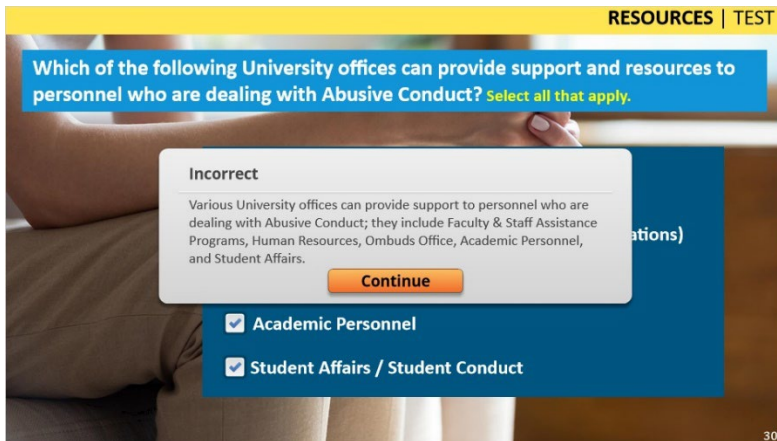 RESOURCES | TEST
Which of the following University offices can provide support and resources to
personnel who are dealing with Abusive Conduct? Select all that apply.
Incorrect
Various University offices can provide support to personnel who are
dealing with Abusive Conduct; they include Faculty & Staff Assistance
Programs, Human Resources, Ombuds Office, Academic Personnel,
and Student Affairs.
ations)
Continue
Academic Personnel
Student Affairs / Student Conduct
30